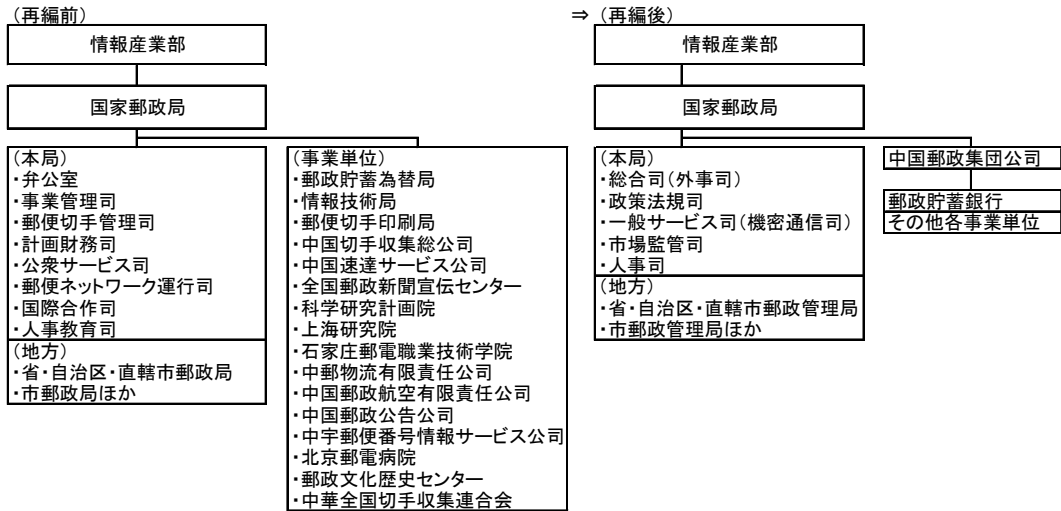 (再編前)
情報産業部
国家郵政局
(本局)
・弁公室
・事業管理司
・郵便切手管理司
・計画財務司
・公衆サービス司
・郵便ネットワーク運行司
・国際合作司
・人事教育司
(地方)
・省・自治区・直轄市郵政局
・市郵政局ほか
(事業単位)
・郵政貯蓄為替局
・情報技術局
・郵便切手印刷局
・中国切手収集総公司
・中国速達サービス公司
・全国郵政新聞宣伝センター
・科学研究計画院
・上海研究院
・石家庄郵電職業技術学院
・中郵物流有限責任公司
・中国郵政航空有限責任公司
・中国郵政公告公司
・中宇郵便番号情報サービス公司
・北京郵電病院
・郵政文化歴史センター
・中華全国切手収集連合会
⇒ (再編後)
情報産業部
国家郵政局
(本局)
・総合司(外事司)
・政策法規司
・一般サービス司(機密通信司)
・市場監管司
・人事司
(地方)
・省・自治区・直轄市郵政管理局
・市郵政管理局ほか
中国郵政集団公司
郵政貯蓄銀行
その他各事業単位